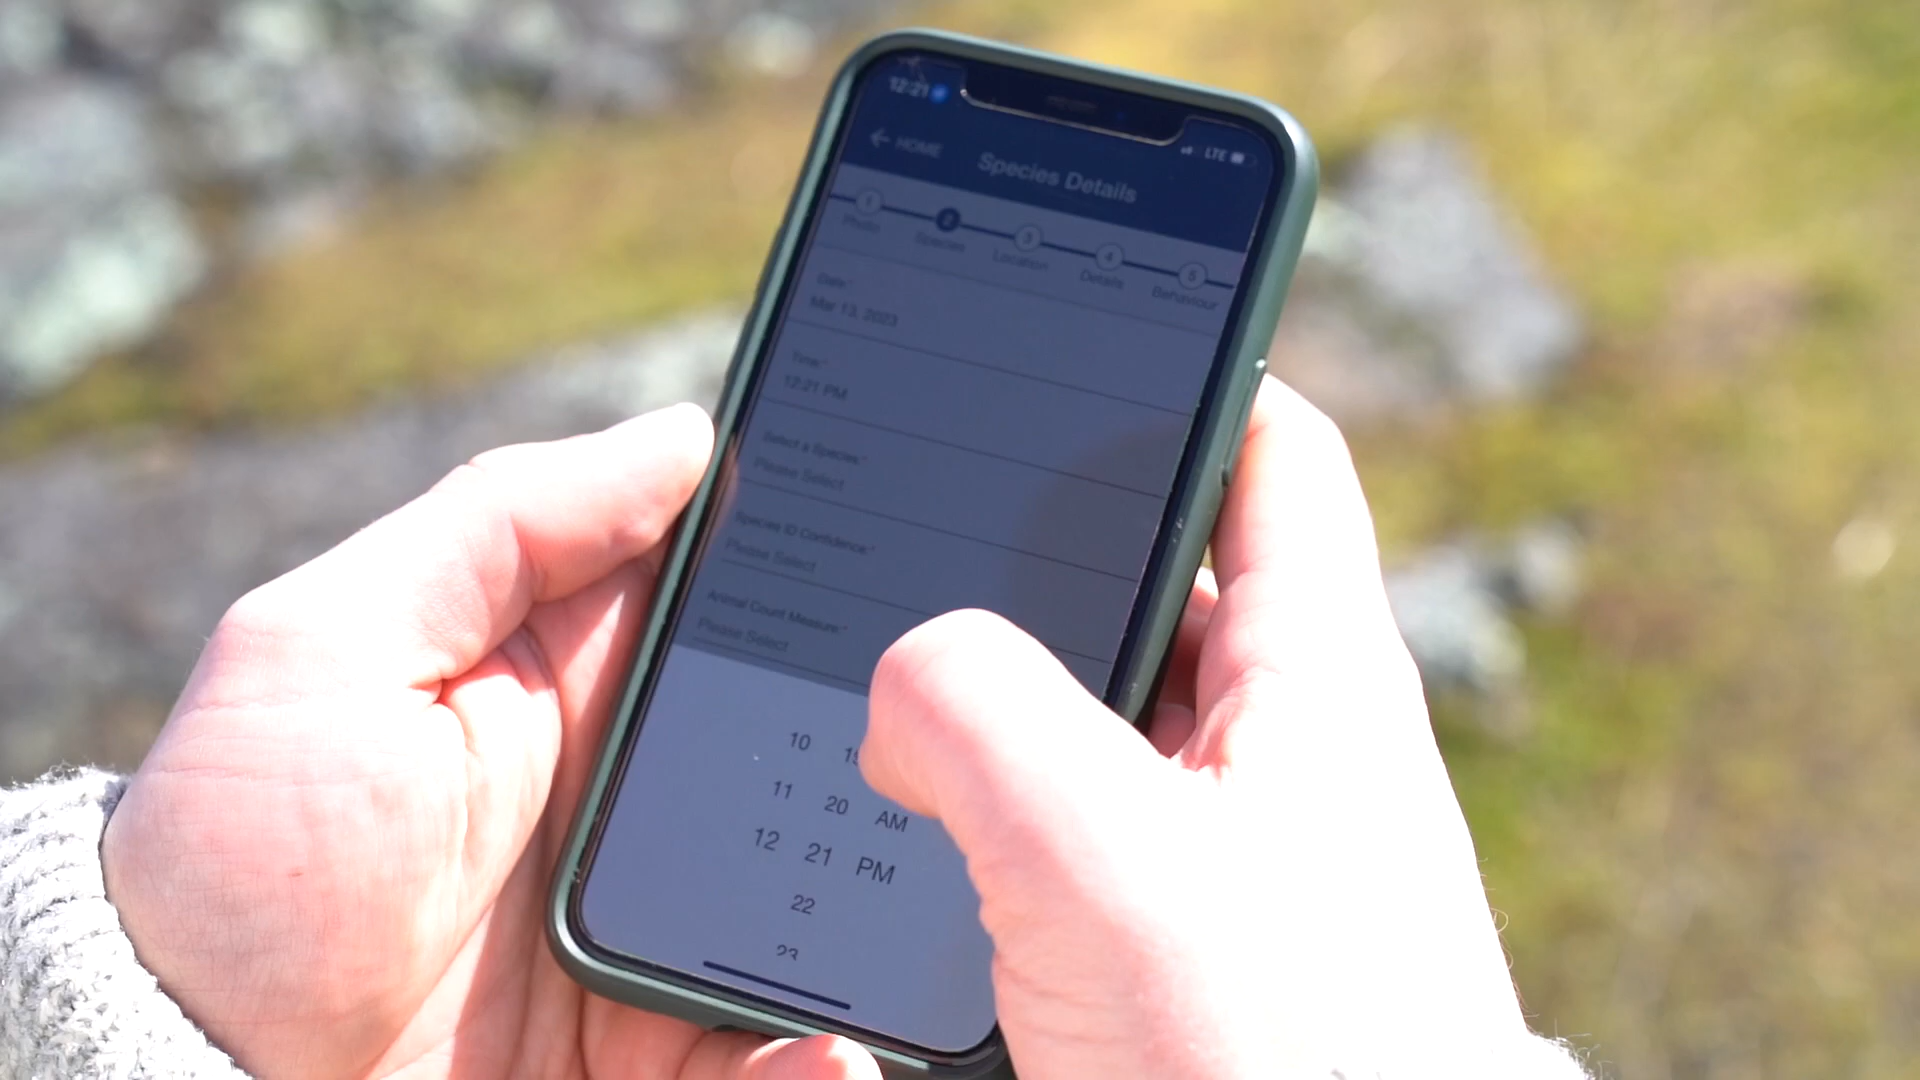 12:21
LTE
← HOME
Species Details
1 2 3 4 5
Photo Species Location Details Behaviour
Date:*
Mar 13, 2023
Time:*
12:21 PM
Select a Species:*
Please Select
Species ID Confidence:*
Please Select
Animal Count Measure:*
Please Select
10
11 20 AM
12 21 PM
22
23